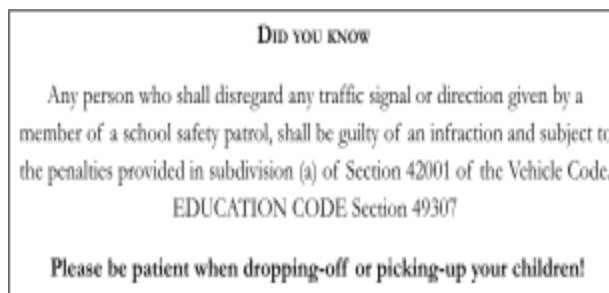 DID YOU KNOW
Any person who shall disregard any traffic signal or direction given by a
member of a school safety patrol, shall be guilty of an infraction and subject to
the penalties provided in subdivision (a) of Section 42001 of the Vehicle Code.
EDUCATION CODE Section 49307
Please be patient when dropping-off or picking-up your children!